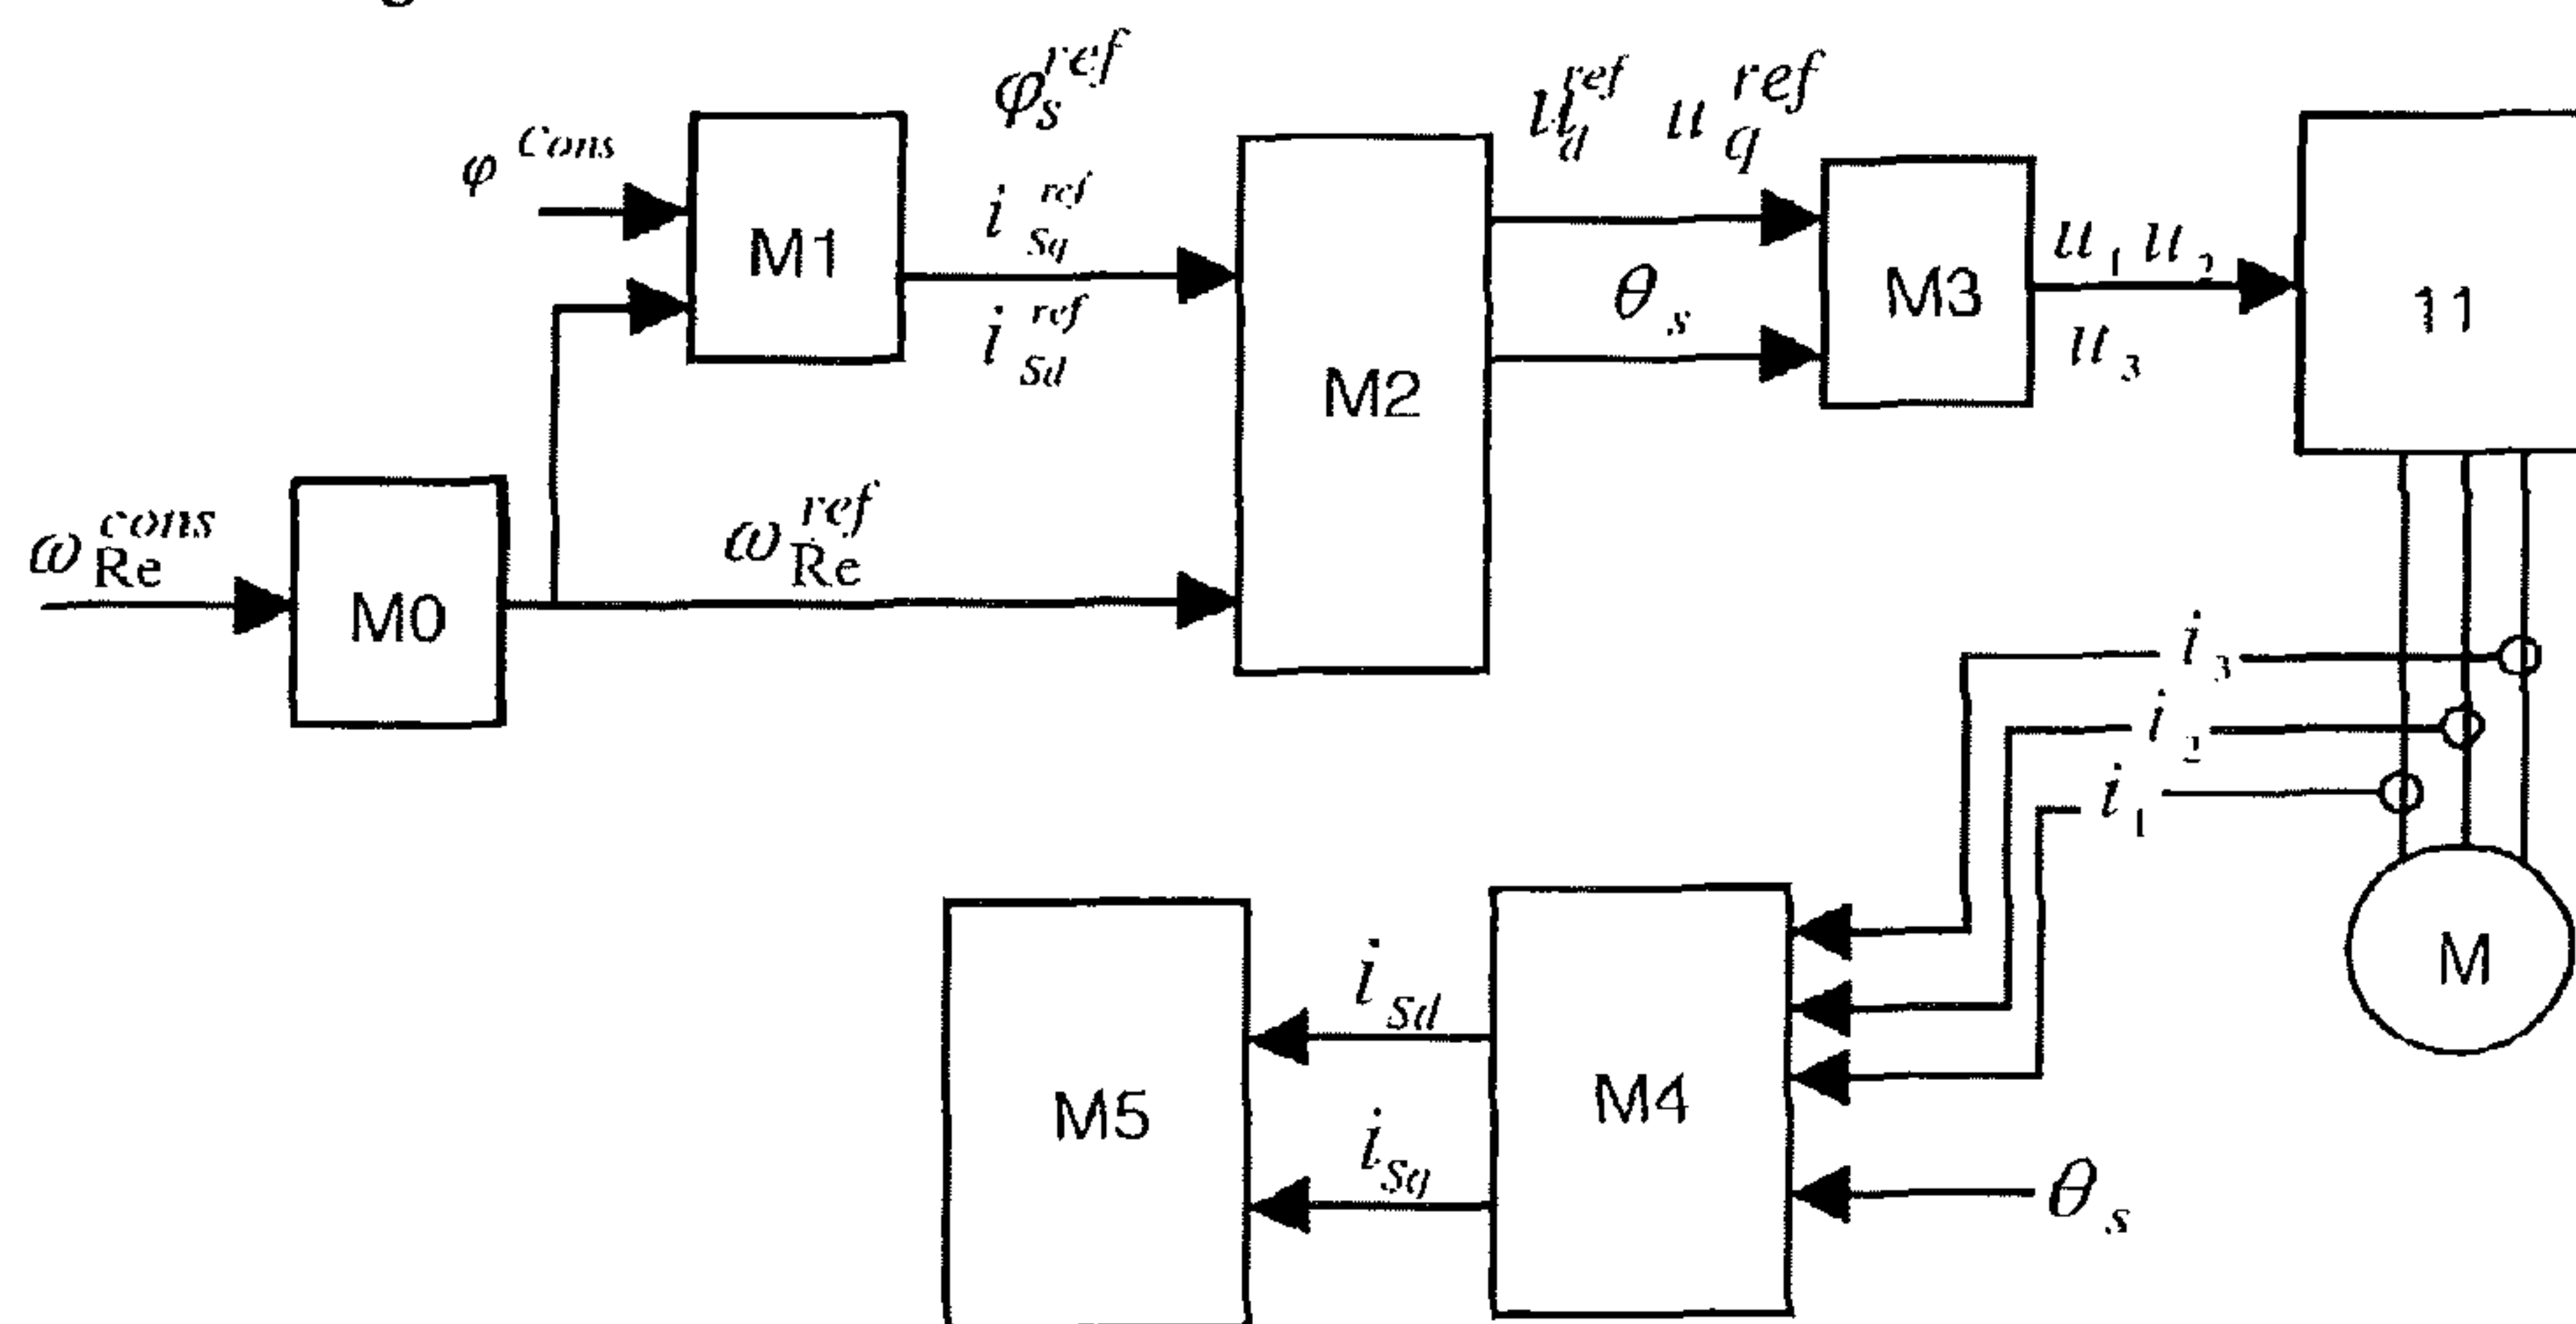 φ^Cons
M1
φ_s^ref
i_Sq^ref
i_Sd^ref
M2
u_d^ref u_q^ref
θ_s
M3
u_1 u_2
u_3
11
ω_Re^cons
M0
ω_Re^ref
i_3
i_2
i_1
M
M5
i_Sd
i_Sq
M4
θ_s